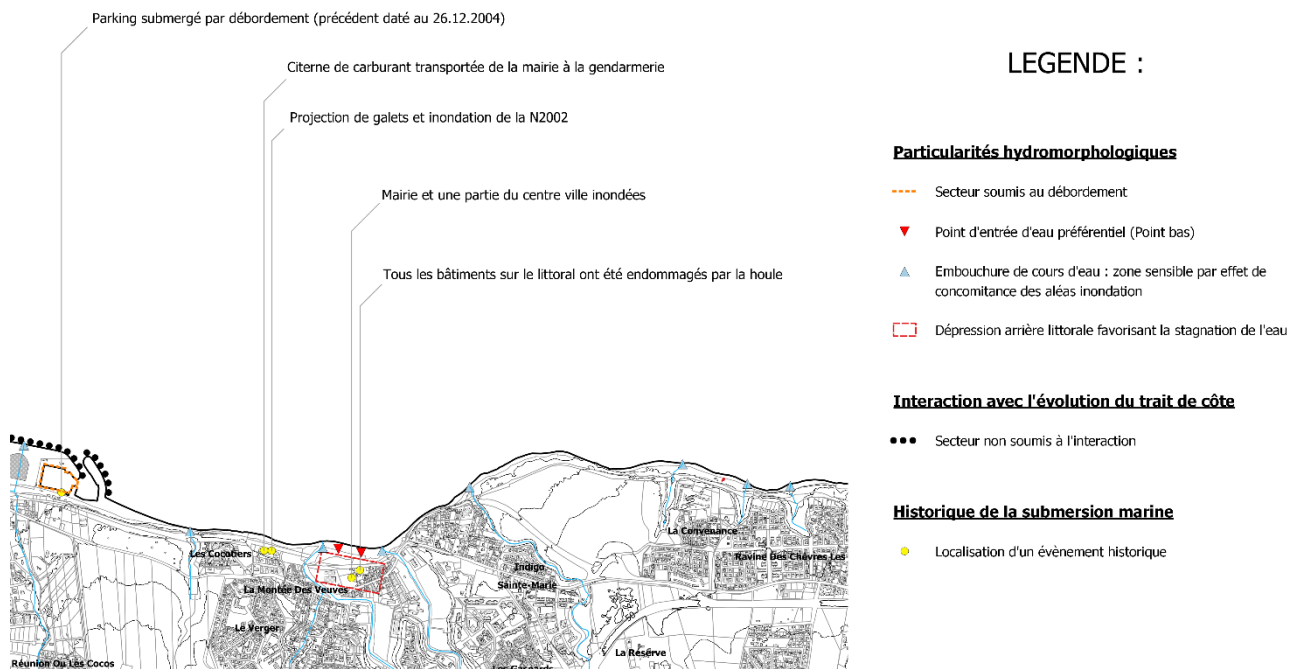 Parking submergé par débordement (précédent daté au 26.12.2004)
Citerne de carburant transportée de la mairie à la gendarmerie
Projection de galets et inondation de la N2002
Mairie et une partie du centre ville inondées
Tous les bâtiments sur le littoral ont été endommagés par la houle
LEGENDE :
Particularités hydromorphologiques
Secteur soumis au débordement
Point d'entrée d'eau préférentiel (Point bas)
Embouchure de cours d'eau : zone sensible par effet de
concomitance des aléas inondation
Dépression arrière littorale favorisant la stagnation de l'eau
Interaction avec l'évolution du trait de côte
Secteur non soumis à l'interaction
Historique de la submersion marine
Localisation d'un évènement historique
La Convenance
Les Cocotiers
Ravine Des Chèvres Les
Indigo
Sainte-Marie
La Montée Des Veuves
Le Verger
La Réserve
Réunion Ou Les Cocos